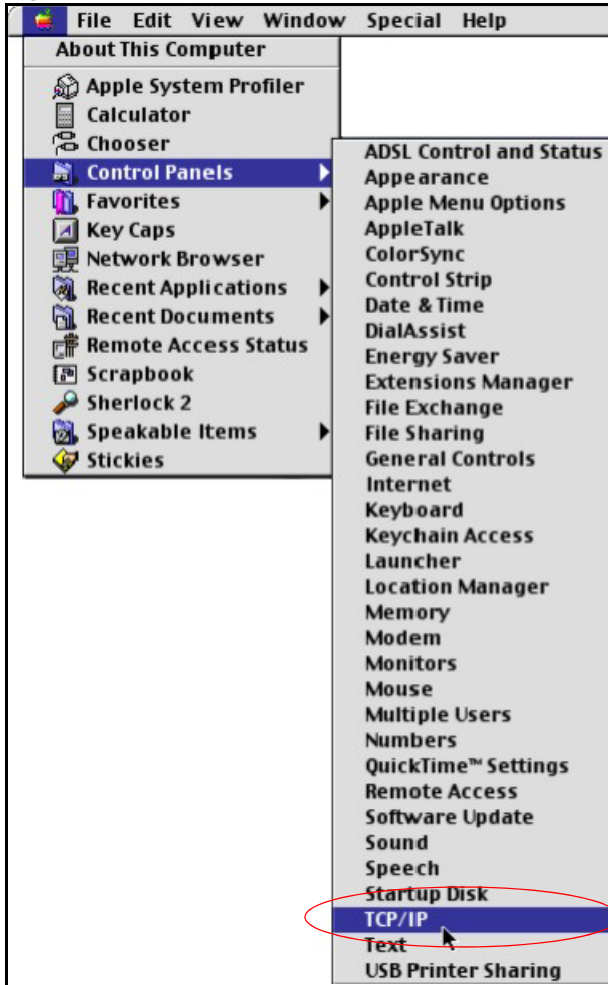 File Edit View Window Special Help
About This Computer
Apple System Profiler
Calculator
Chooser
Control Panels
Favorites
Key Caps
Network Browser
Recent Applications
Recent Documents
Remote Access Status
Scrapbook
Sherlock 2
Speakable Items
Stickies
ADSL Control and Status
Appearance
Apple Menu Options
AppleTalk
ColorSync
Control Strip
Date & Time
DialAssist
Energy Saver
Extensions Manager
File Exchange
File Sharing
General Controls
Internet
Keyboard
Keychain Access
Launcher
Location Manager
Memory
Modem
Monitors
Mouse
Multiple Users
Numbers
QuickTime™ Settings
Remote Access
Software Update
Sound
Speech
Startup Disk
TCP/IP
Text
USB Printer Sharing